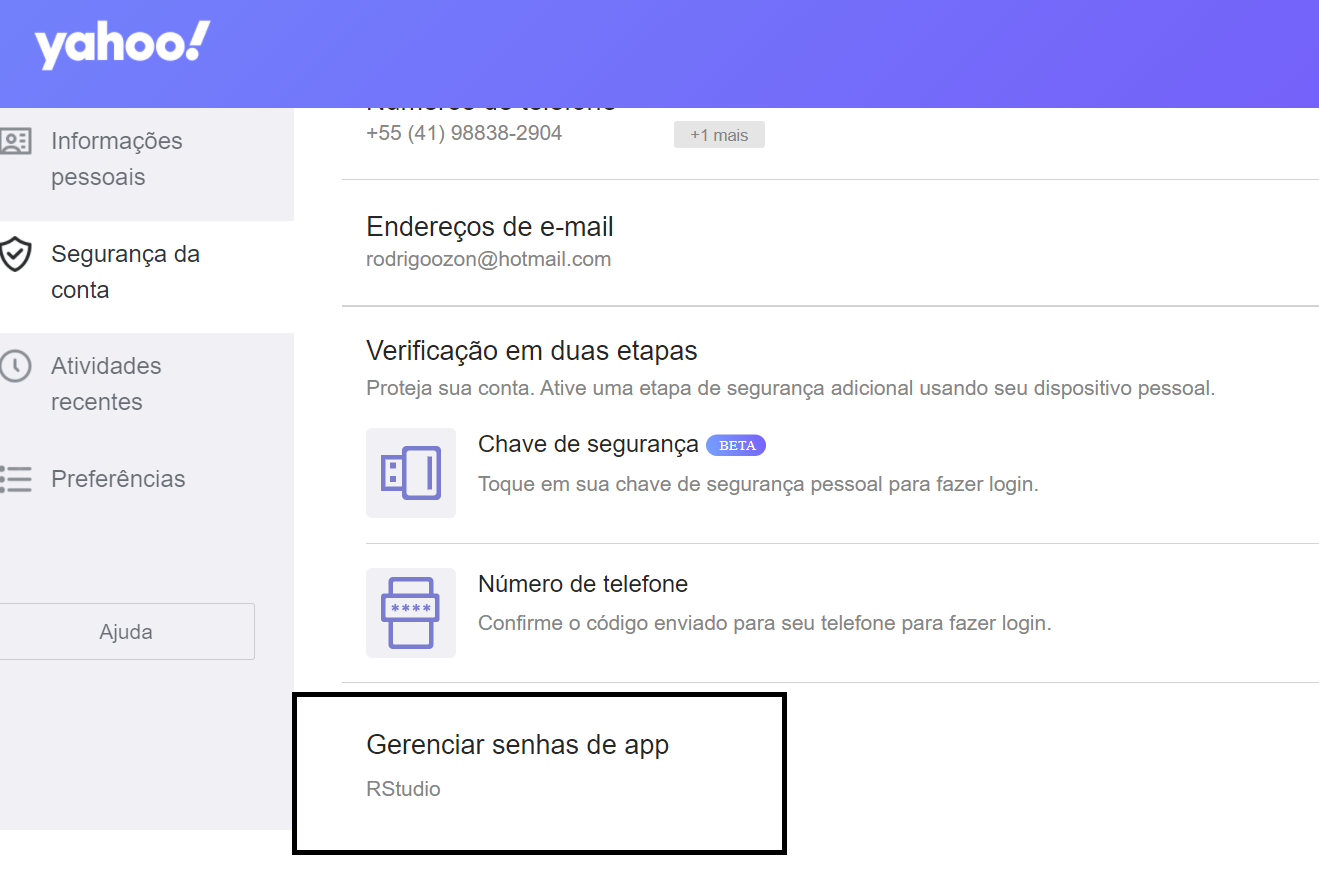 yahoo!
Informações
pessoais
Segurança da
conta
Atividades
recentes
Preferências
Ajuda
Números de telefone
+55 (41) 98838-2904
+1 mais
Endereços de e-mail
rodrigoozon@hotmail.com
Verificação em duas etapas
Proteja sua conta. Ative uma etapa de segurança adicional usando seu dispositivo pessoal.
Chave de segurança BETA
Toque em sua chave de segurança pessoal para fazer login.
****
Número de telefone
Confirme o código enviado para seu telefone para fazer login.
Gerenciar senhas de app
RStudio